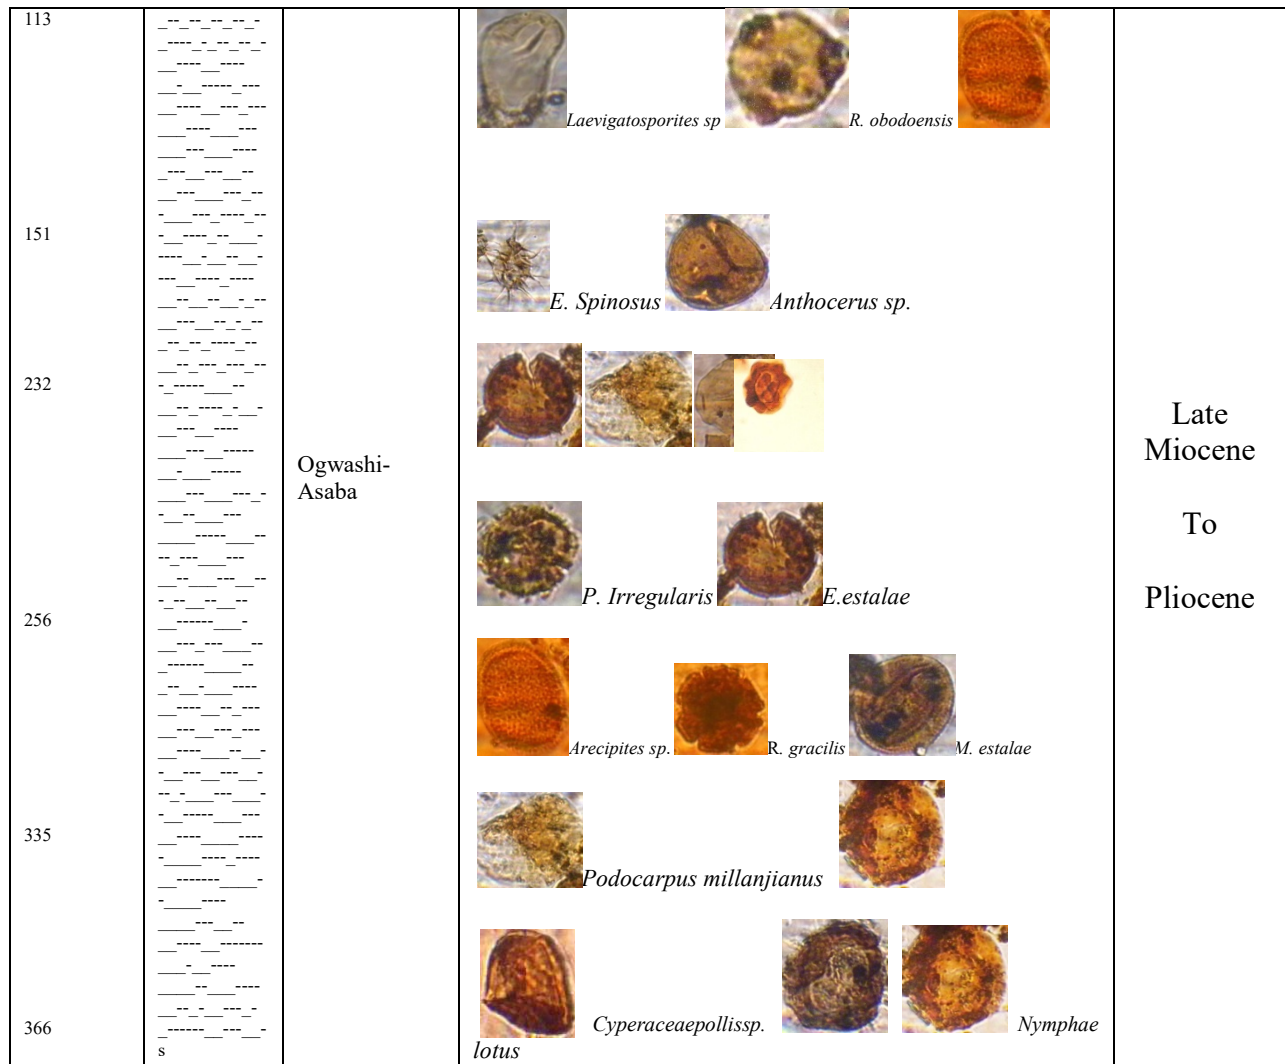 113
Laevigatosporites sp
R. obodoensis
151
E. Spinosus
Anthocerus sp.
232
Ogwashi-
Asaba
Late
Miocene
To
Pliocene
P. Irregularis
E.estalae
256
Arecipites sp.
R. gracilis
M. estalae
335
Podocarpus millanjianus
366
s
Cyperaceaepollissp.
Nymphae
lotus